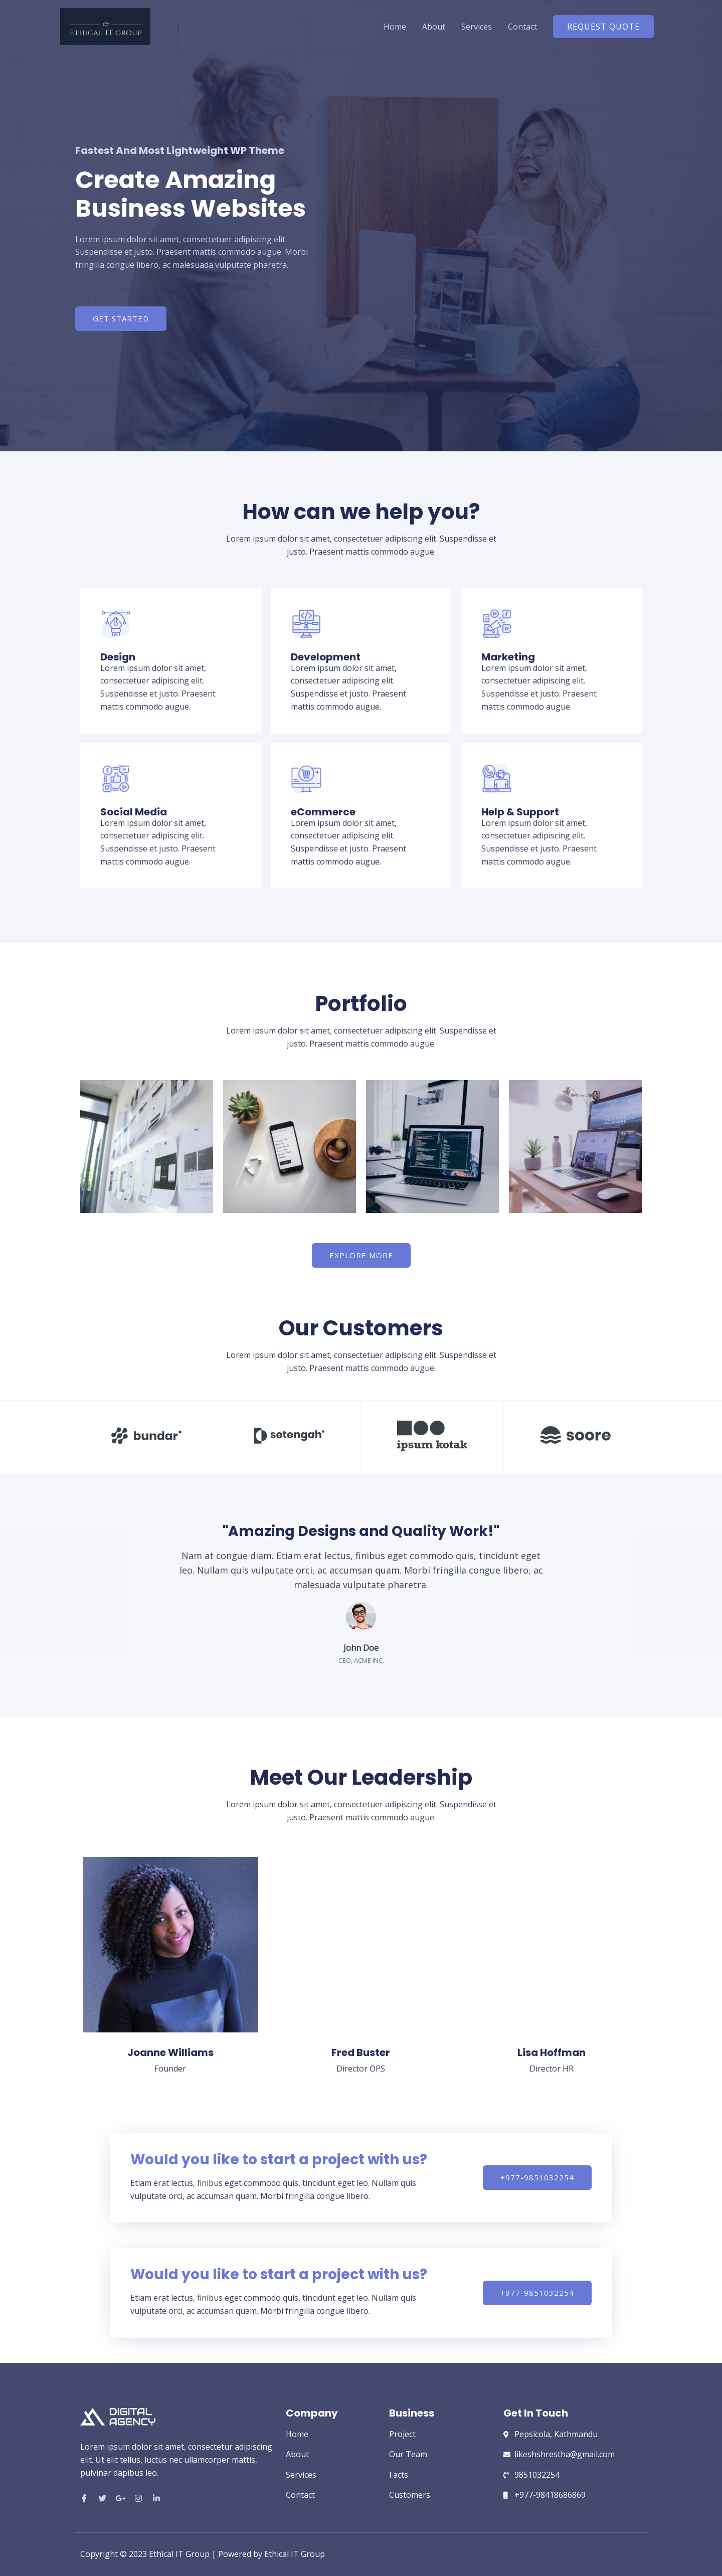 ETHICAL IT GROUP
Home About Services Contact REQUEST QUOTE
Fastest And Most Lightweight WP Theme
Create Amazing
Business Websites
Lorem ipsum dolor sit amet, consectetuer adipiscing elit.
Suspendisse et justo. Praesent mattis commodo augue. Morbi
fringilla congue libero, ac malesuada vulputate pharetra.
GET STARTED
How can we help you?
Lorem ipsum dolor sit amet, consectetuer adipiscing elit. Suspendisse et
justo. Praesent mattis commodo augue.
Design
Lorem ipsum dolor sit amet,
consectetuer adipiscing elit.
Suspendisse et justo. Praesent
mattis commodo augue.
Development
Lorem ipsum dolor sit amet,
consectetuer adipiscing elit.
Suspendisse et justo. Praesent
mattis commodo augue.
Marketing
Lorem ipsum dolor sit amet,
consectetuer adipiscing elit.
Suspendisse et justo. Praesent
mattis commodo augue.
Social Media
Lorem ipsum dolor sit amet,
consectetuer adipiscing elit.
Suspendisse et justo. Praesent
mattis commodo augue.
eCommerce
Lorem ipsum dolor sit amet,
consectetuer adipiscing elit.
Suspendisse et justo. Praesent
mattis commodo augue.
Help & Support
Lorem ipsum dolor sit amet,
consectetuer adipiscing elit.
Suspendisse et justo. Praesent
mattis commodo augue.
Portfolio
Lorem ipsum dolor sit amet, consectetuer adipiscing elit. Suspendisse et
justo. Praesent mattis commodo augue.
EXPLORE MORE
Our Customers
Lorem ipsum dolor sit amet, consectetuer adipiscing elit. Suspendisse et
justo. Praesent mattis commodo augue.
bundar
setengah
ipsum kotak
soore
"Amazing Designs and Quality Work!"
Nam at congue diam. Etiam erat lectus, finibus eget commodo quis, tincidunt eget
leo. Nullam quis vulputate orci, ac accumsan quam. Morbi fringilla congue libero, ac
malesuada vulputate pharetra.
John Doe
CEO, ACME INC.
Meet Our Leadership
Lorem ipsum dolor sit amet, consectetuer adipiscing elit. Suspendisse et
justo. Praesent mattis commodo augue.
Joanne Williams
Founder
Fred Buster
Director OPS
Lisa Hoffman
Director HR
Would you like to start a project with us?
Etiam erat lectus, finibus eget commodo quis, tincidunt eget leo. Nullam quis
vulputate orci, ac accumsan quam. Morbi fringilla congue libero.
+977-9851032254
Would you like to start a project with us?
Etiam erat lectus, finibus eget commodo quis, tincidunt eget leo. Nullam quis
vulputate orci, ac accumsan quam. Morbi fringilla congue libero.
+977-9851032254
DIGITAL
AGENCY
Lorem ipsum dolor sit amet, consectetur adipiscing
elit. Ut elit tellus, luctus nec ullamcorper mattis,
pulvinar dapibus leo.
Company
Home
About
Services
Contact
Business
Project
Our Team
Facts
Customers
Get In Touch
Pepsicola, Kathmandu
likeshshrestha@gmail.com
9851032254
+977-98418686869
Copyright © 2023 Ethical IT Group | Powered by Ethical IT Group